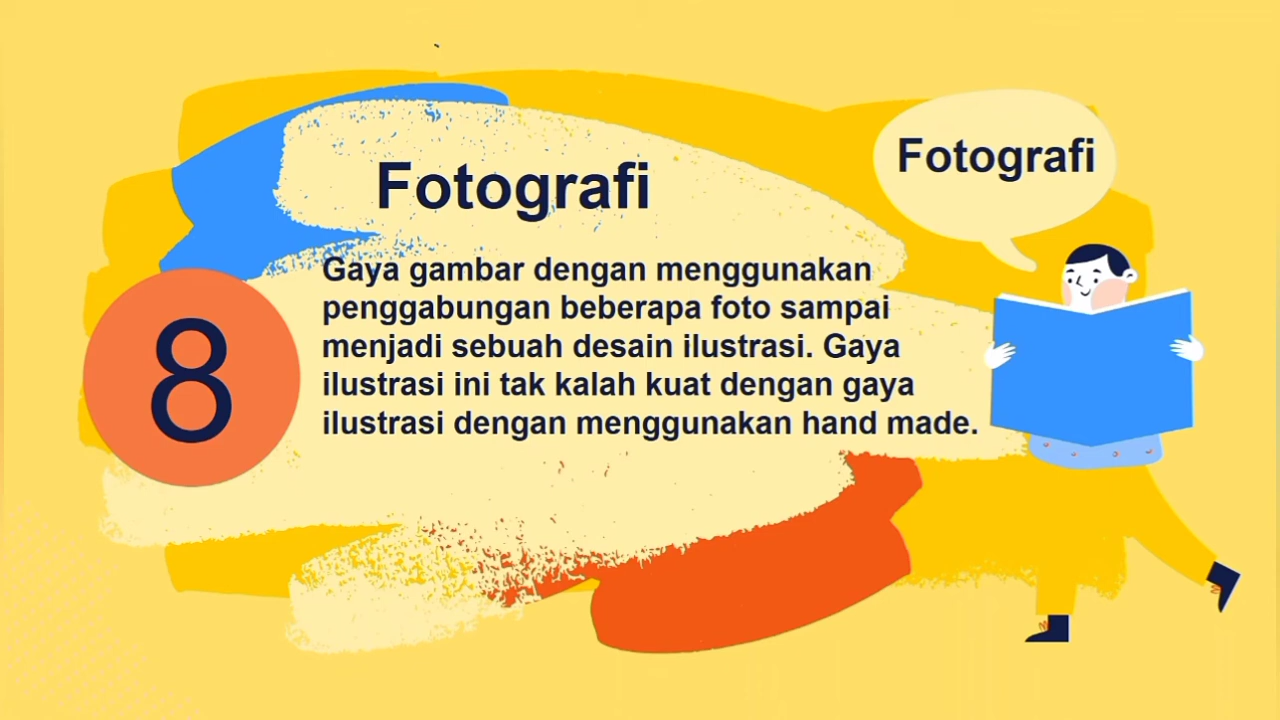 Fotografi
Fotografi
8
Gaya gambar dengan menggunakan
penggabungan beberapa foto sampai
menjadi sebuah desain ilustrasi. Gaya
ilustrasi ini tak kalah kuat dengan gaya
ilustrasi dengan menggunakan hand made.